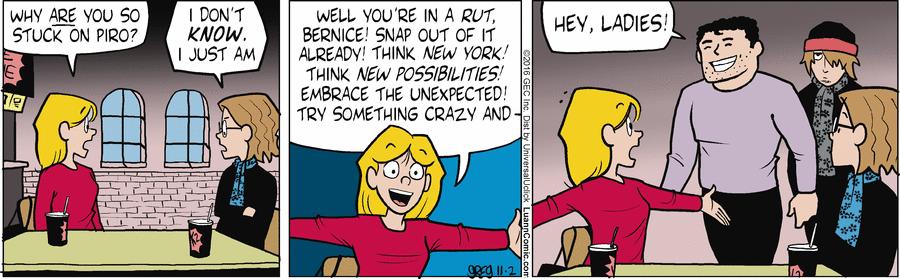 WHY ARE YOU SO
STUCK ON PIRO?
I DON'T
KNOW.
I JUST AM
WELL YOU'RE IN A RUT,
BERNICE! SNAP OUT OF IT
ALREADY! THINK NEW YORK!
THINK NEW POSSIBILITIES!
EMBRACE THE UNEXPECTED!
TRY SOMETHING CRAZY AND-
GREG 11-2
©2016 GEC Inc. Dist by UniversalUclick LuannComic.com
HEY, LADIES!